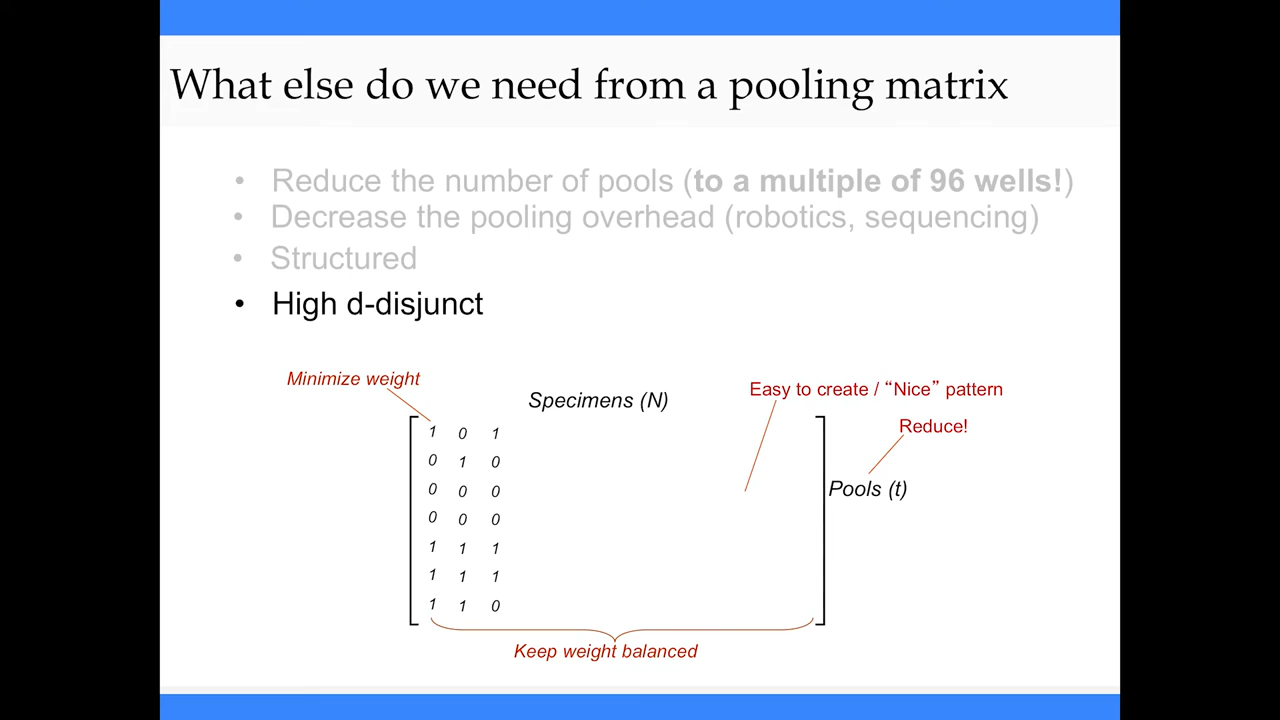 What else do we need from a pooling matrix
• Reduce the number of pools (to a multiple of 96 wells!)
• Decrease the pooling overhead (robotics, sequencing)
• Structured
• High d-disjunct
Minimize weight
Easy to create / “Nice” pattern
Specimens (N)
Reduce!
1 0 1
0 1 0
0 0 0
Pools (t)
0 0 0
1 1 1
1 1 1
1 1 0
Keep weight balanced